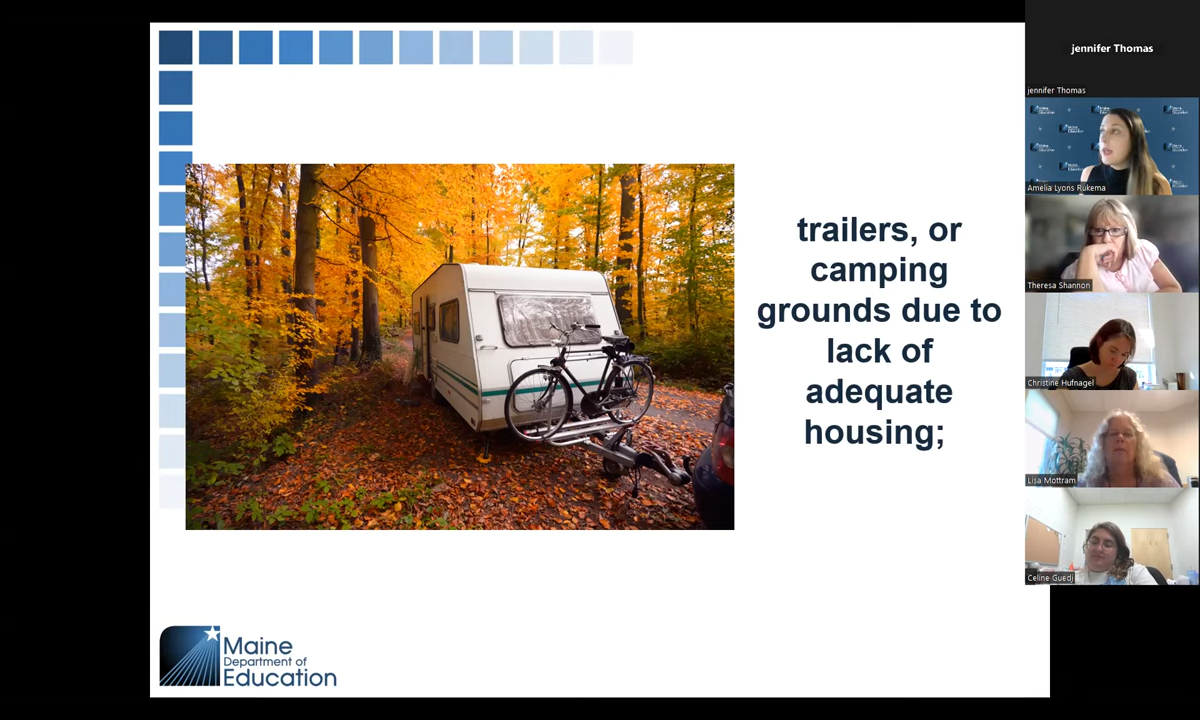 trailers, or
camping
grounds due to
lack of
adequate
housing;
Maine
Department of
Education
jennifer Thomas
jennifer Thomas
Amelia Lyons Rukema
Theresa Shannon
Christine Hufnagel
Lisa Mottram
Celine Guedj